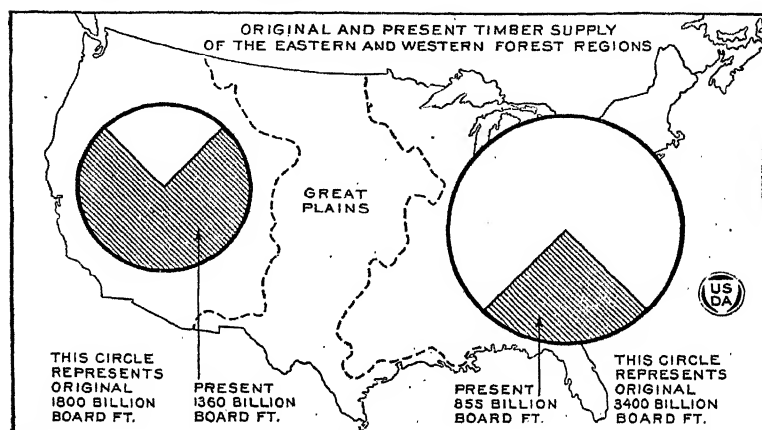 ORIGINAL AND PRESENT TIMBER SUPPLY
OF THE EASTERN AND WESTERN FOREST REGIONS
GREAT
PLAINS
US
DA
THIS CIRCLE
REPRESENTS
ORIGINAL
1800 BILLION
BOARD FT.
PRESENT
1360 BILLION
BOARD FT.
PRESENT
855 BILLION
BOARD FT.
THIS CIRCLE
REPRESENTS
ORIGINAL
3400 BILLION
BOARD FT.